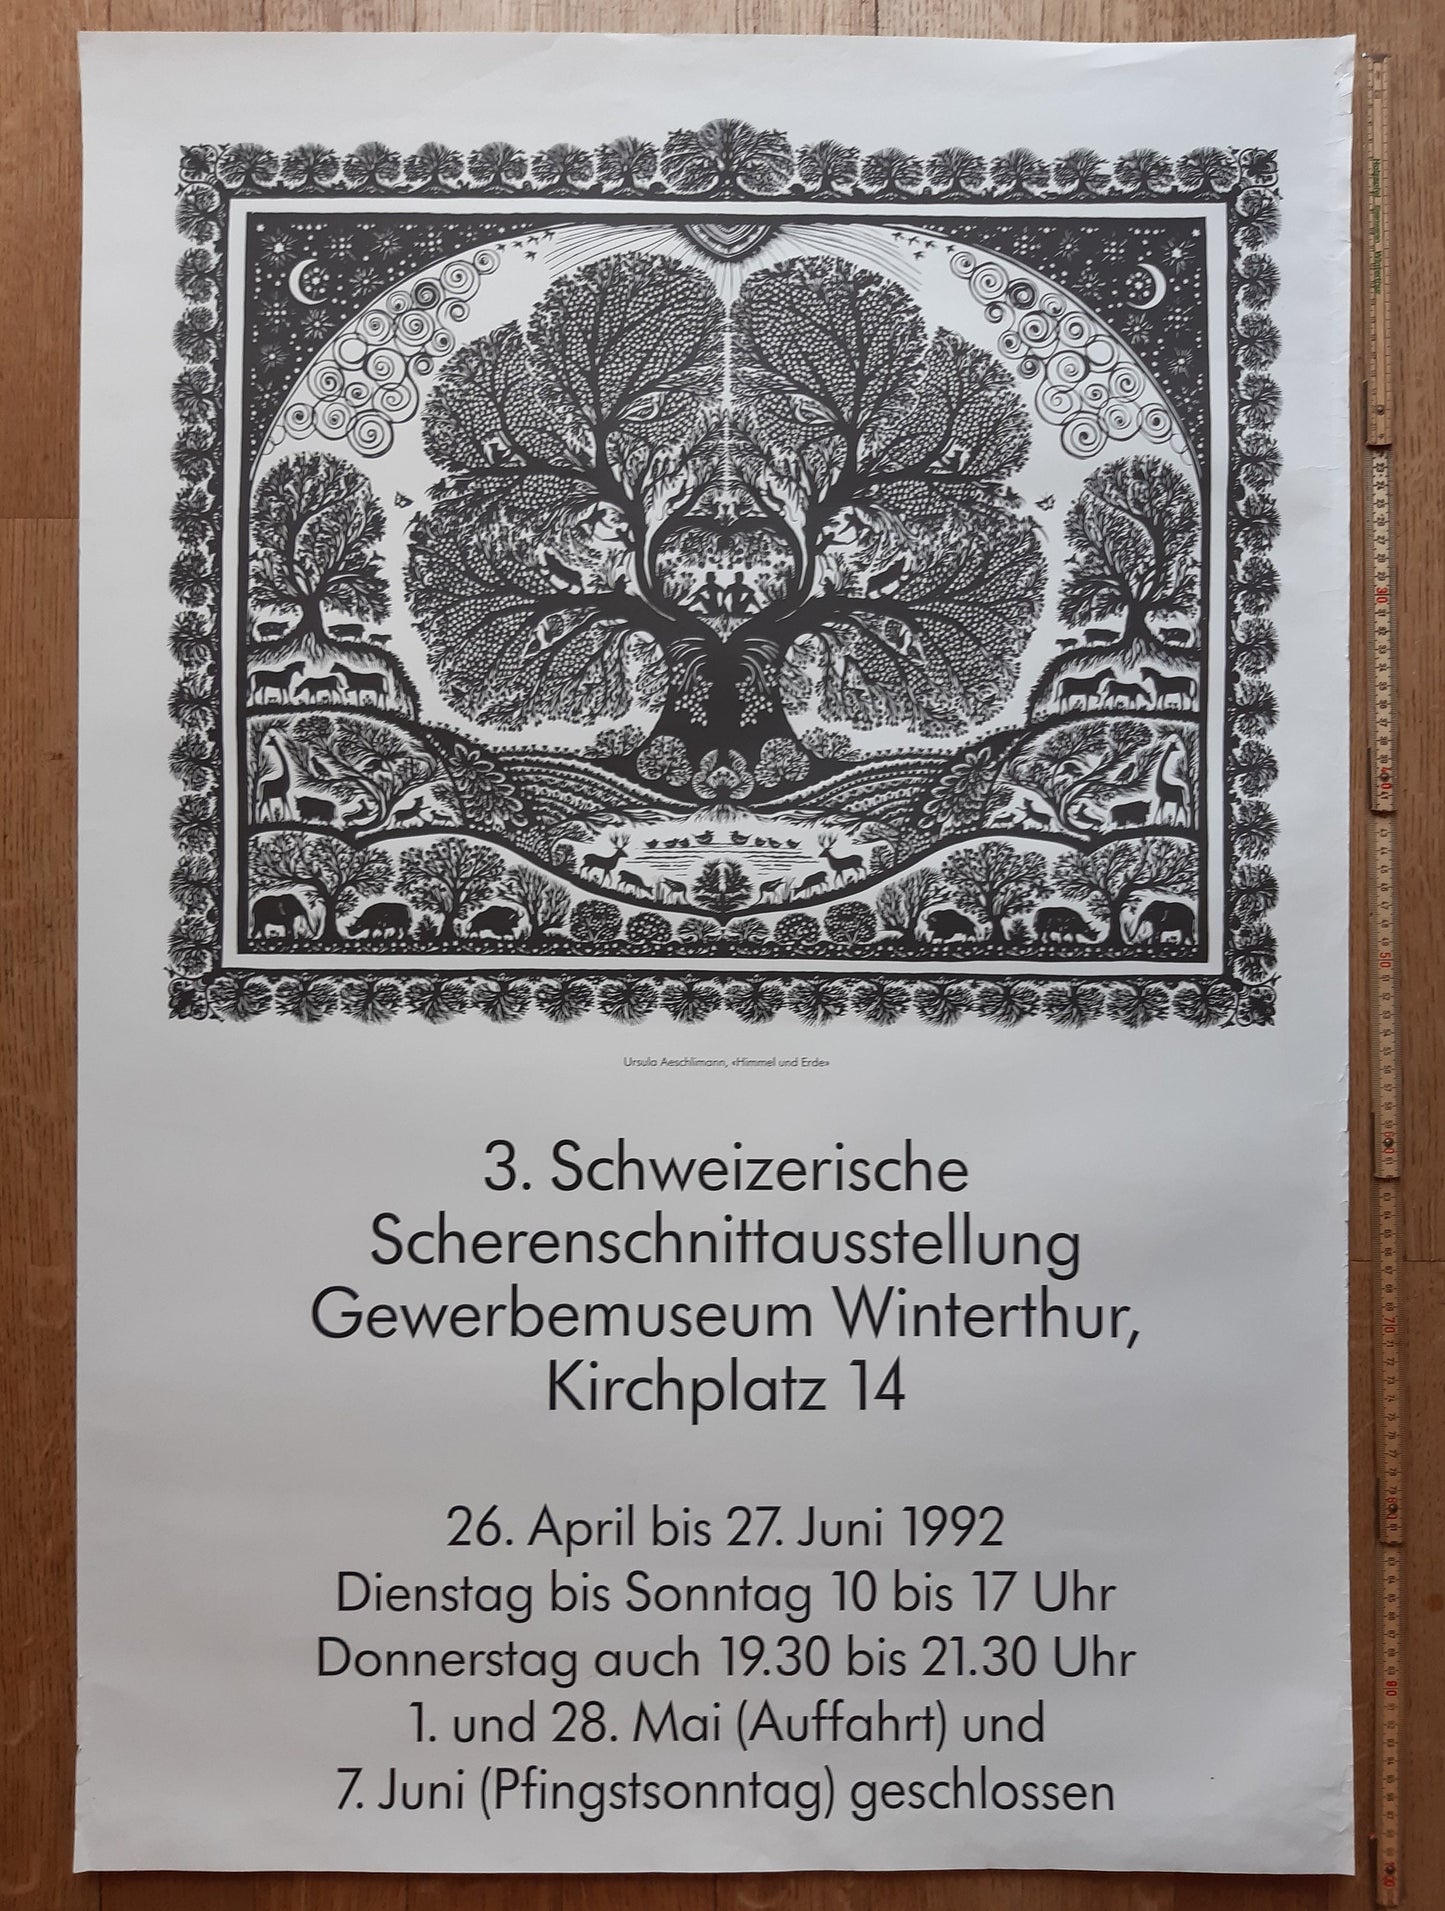 Ursula Aeschlimann, «Himmel und Erde»
3. Schweizerische
Scherenschnittausstellung
Gewerbemuseum Winterthur,
Kirchplatz 14
26. April bis 27. Juni 1992
Dienstag bis Sonntag 10 bis 17 Uhr
Donnerstag auch 19.30 bis 21.30 Uhr
1. und 28. Mai (Auffahrt) und
7. Juni (Pfingstsonntag) geschlossen